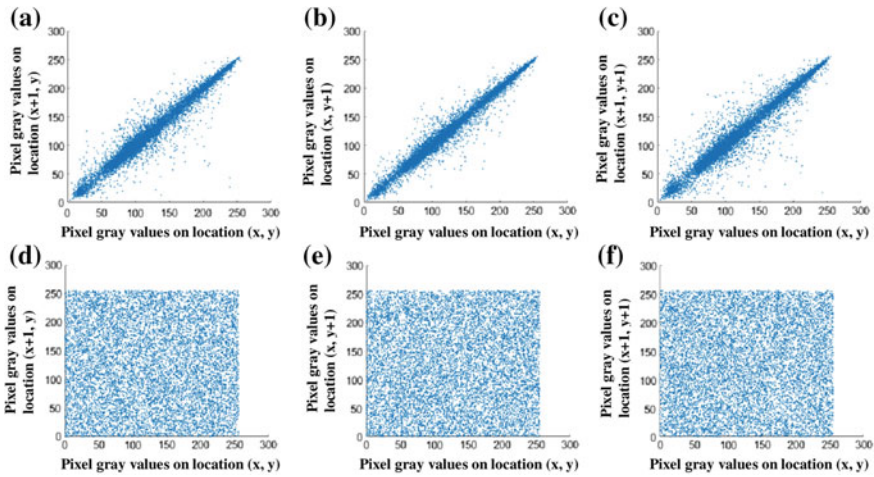 (a)
Pixel gray values on
location (x+1, y)
300
250
200
150
100
50
0
0 50 100 150 200 250 300
Pixel gray values on location (x, y)
(b)
Pixel gray values on
location (x, y+1)
300
250
200
150
100
50
0
0 50 100 150 200 250 300
Pixel gray values on location (x, y)
(c)
Pixel gray values on
location (x+1, y+1)
300
250
200
150
100
50
0
0 50 100 150 200 250 300
Pixel gray values on location (x, y)
(d)
Pixel gray values on
location (x+1, y)
300
250
200
150
100
50
0
0 50 100 150 200 250 300
Pixel gray values on location (x, y)
(e)
Pixel gray values on
location (x, y+1)
300
250
200
150
100
50
0
0 50 100 150 200 250 300
Pixel gray values on location (x, y)
(f)
Pixel gray values on
location (x+1, y+1)
300
250
200
150
100
50
0
0 50 100 150 200 250 300
Pixel gray values on location (x, y)